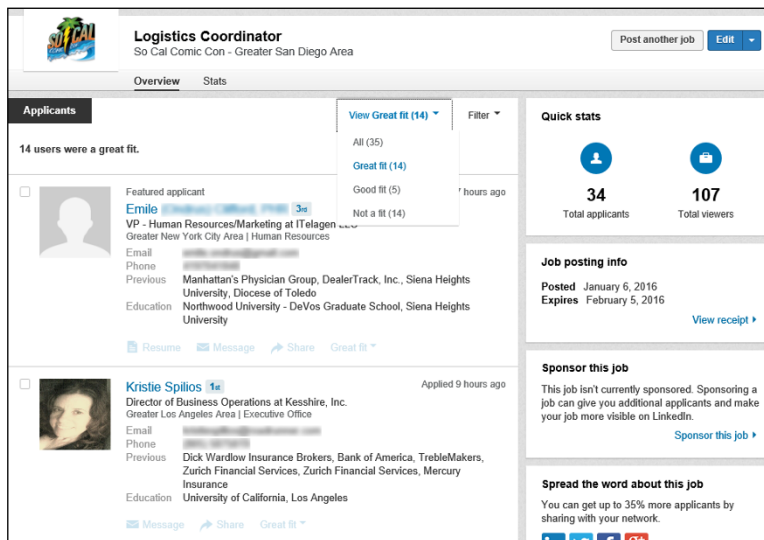 SO CAL
Logistics Coordinator
So Cal Comic Con - Greater San Diego Area
Post another job
Edit
Overview Stats
Applicants
View Great fit (14)
Filter
All (35)
Great fit (14)
Good fit (5)
Not a fit (14)
14 users were a great fit.
Featured applicant
7 hours ago
Emile 3rd
VP - Human Resources/Marketing at ITelagen LLC
Greater New York City Area | Human Resources
Email
Phone
Previous Manhattan's Physician Group, DealerTrack, Inc., Siena Heights
University, Diocese of Toledo
Education Northwood University - DeVos Graduate School, Siena Heights
University
Resume Message Share Great fit
Kristie Spilios 1st
Applied 9 hours ago
Director of Business Operations at Kesshire, Inc.
Greater Los Angeles Area | Executive Office
Email
Phone
Previous Dick Wardlow Insurance Brokers, Bank of America, TrebleMakers,
Zurich Financial Services, Zurich Financial Services, Mercury
Insurance
Education University of California, Los Angeles
Message Share Great fit
Quick stats
34 107
Total applicants Total viewers
Job posting info
Posted January 6, 2016
Expires February 5, 2016
View receipt
Sponsor this job
This job isn't currently sponsored. Sponsoring a
job can give you additional applicants and make
your job more visible on LinkedIn.
Sponsor this job
Spread the word about this job
You can get up to 35% more applicants by
sharing with your network.